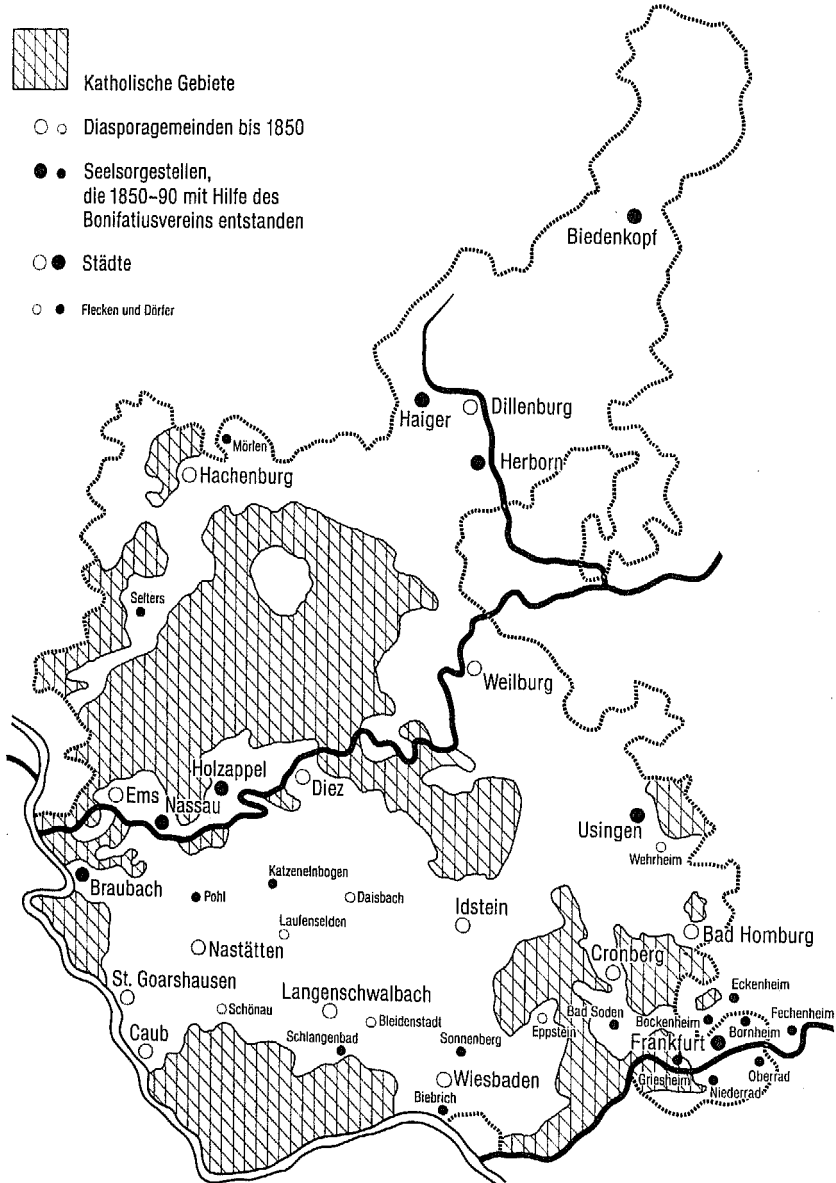 Katholische Gebiete
Diasporagemeinden bis 1850
Seelsorgestellen,
die 1850-90 mit Hilfe des
Bonifatiusvereins entstanden
Städte
Flecken und Dörfer
Biedenkopf
Haiger
Dillenburg
Mörlen
Herborn
Hachenburg
Selters
Weilburg
Holzappel
Diez
Ems
Nassau
Usingen
Wehrheim
Braubach
Katzenelnbogen
Pohl
Daisbach
Idstein
Laufenselden
Bad Homburg
Nastätten
Cronberg
St. Goarshausen
Langenschwalbach
Eckenheim
Schönau
Bleidenstadt
Eppstein
Bad Soden
Bockenheim
Fechenheim
Bornheim
Caub
Schlangenbad
Sonnenberg
Frankfurt
Griesheim
Oberrad
Wiesbaden
Niederrad
Biebrich